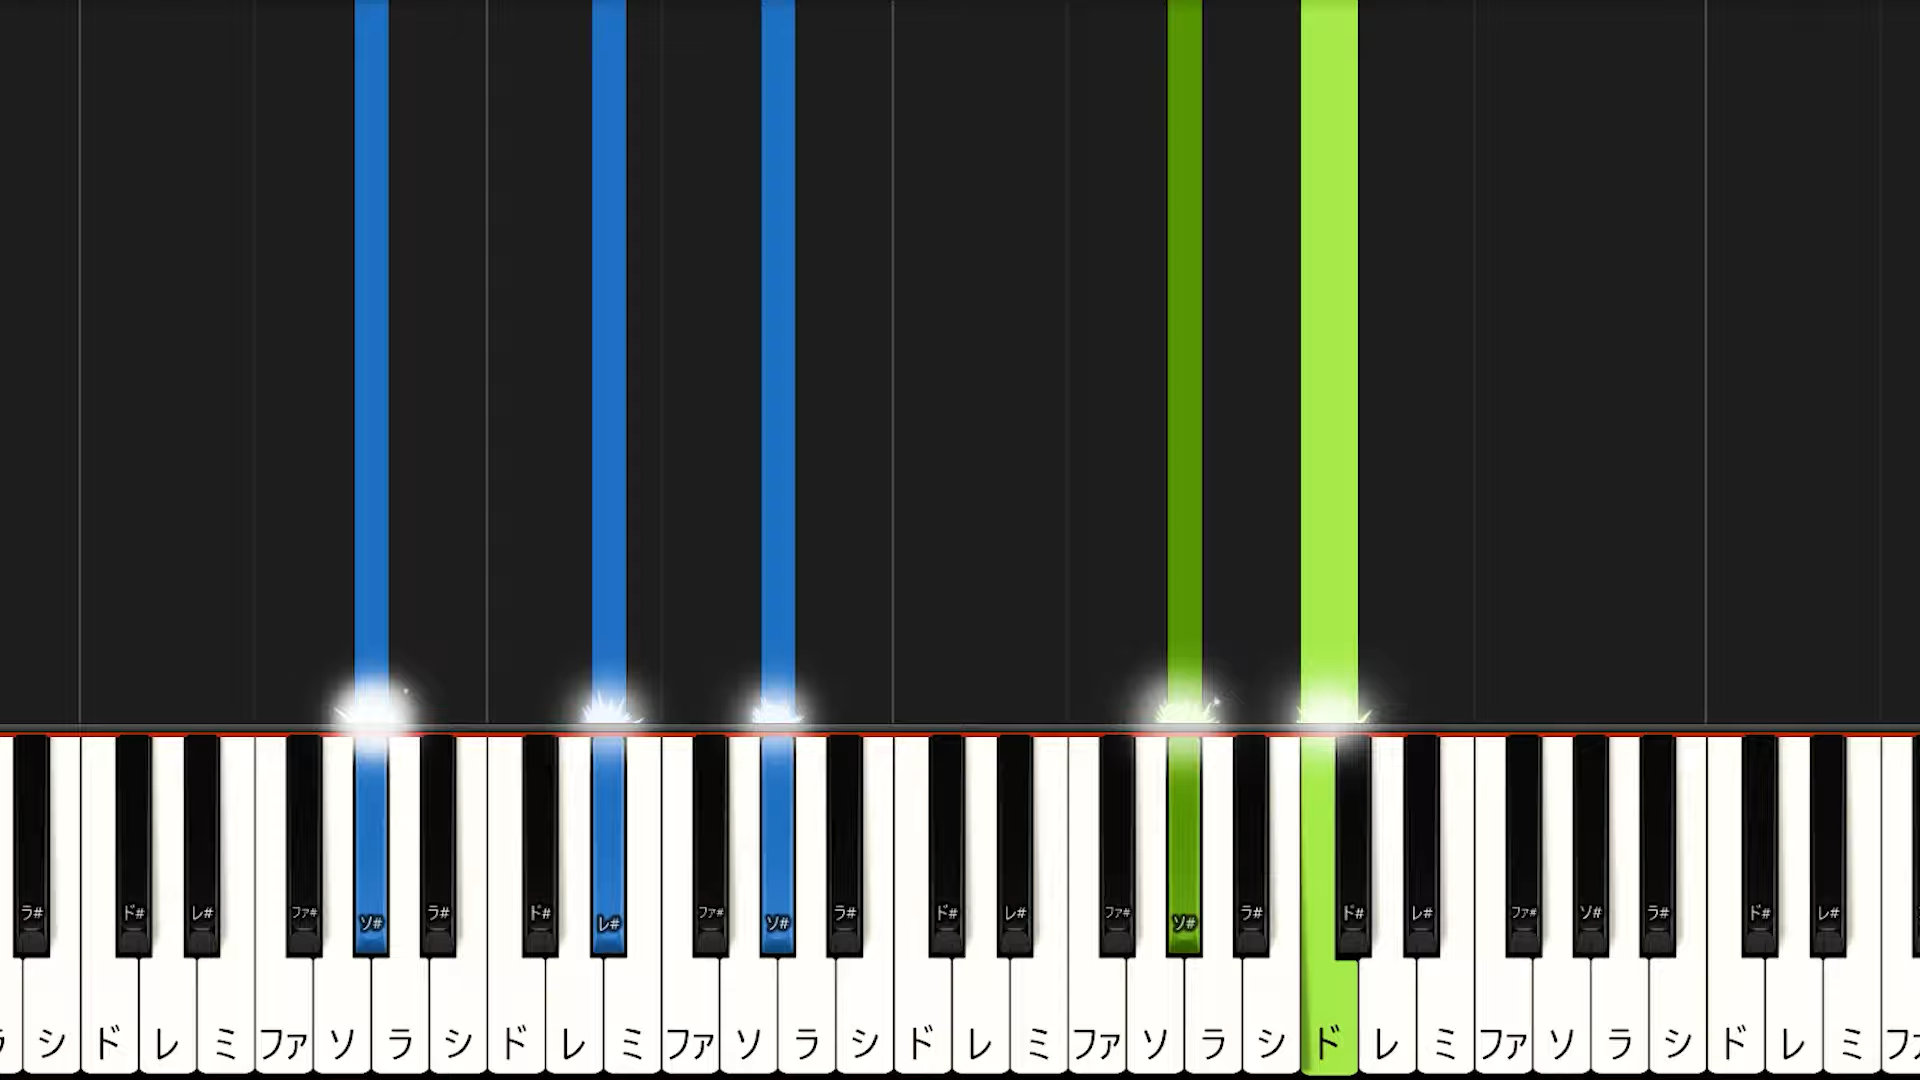 ラ# ド# レ# ファ# ソ# ラ# ド# レ# ファ# ソ# ラ# ド# レ# ファ# ソ# ラ# ド# レ# ファ# ソ# ラ# ド# レ#
シ ド レ ミ ファ ソ ラ シ ド レ ミ ファ ソ ラ シ ド レ ミ ファ ソ ラ シ ド レ ミ ファ ソ ラ シ ド レ ミ ファ